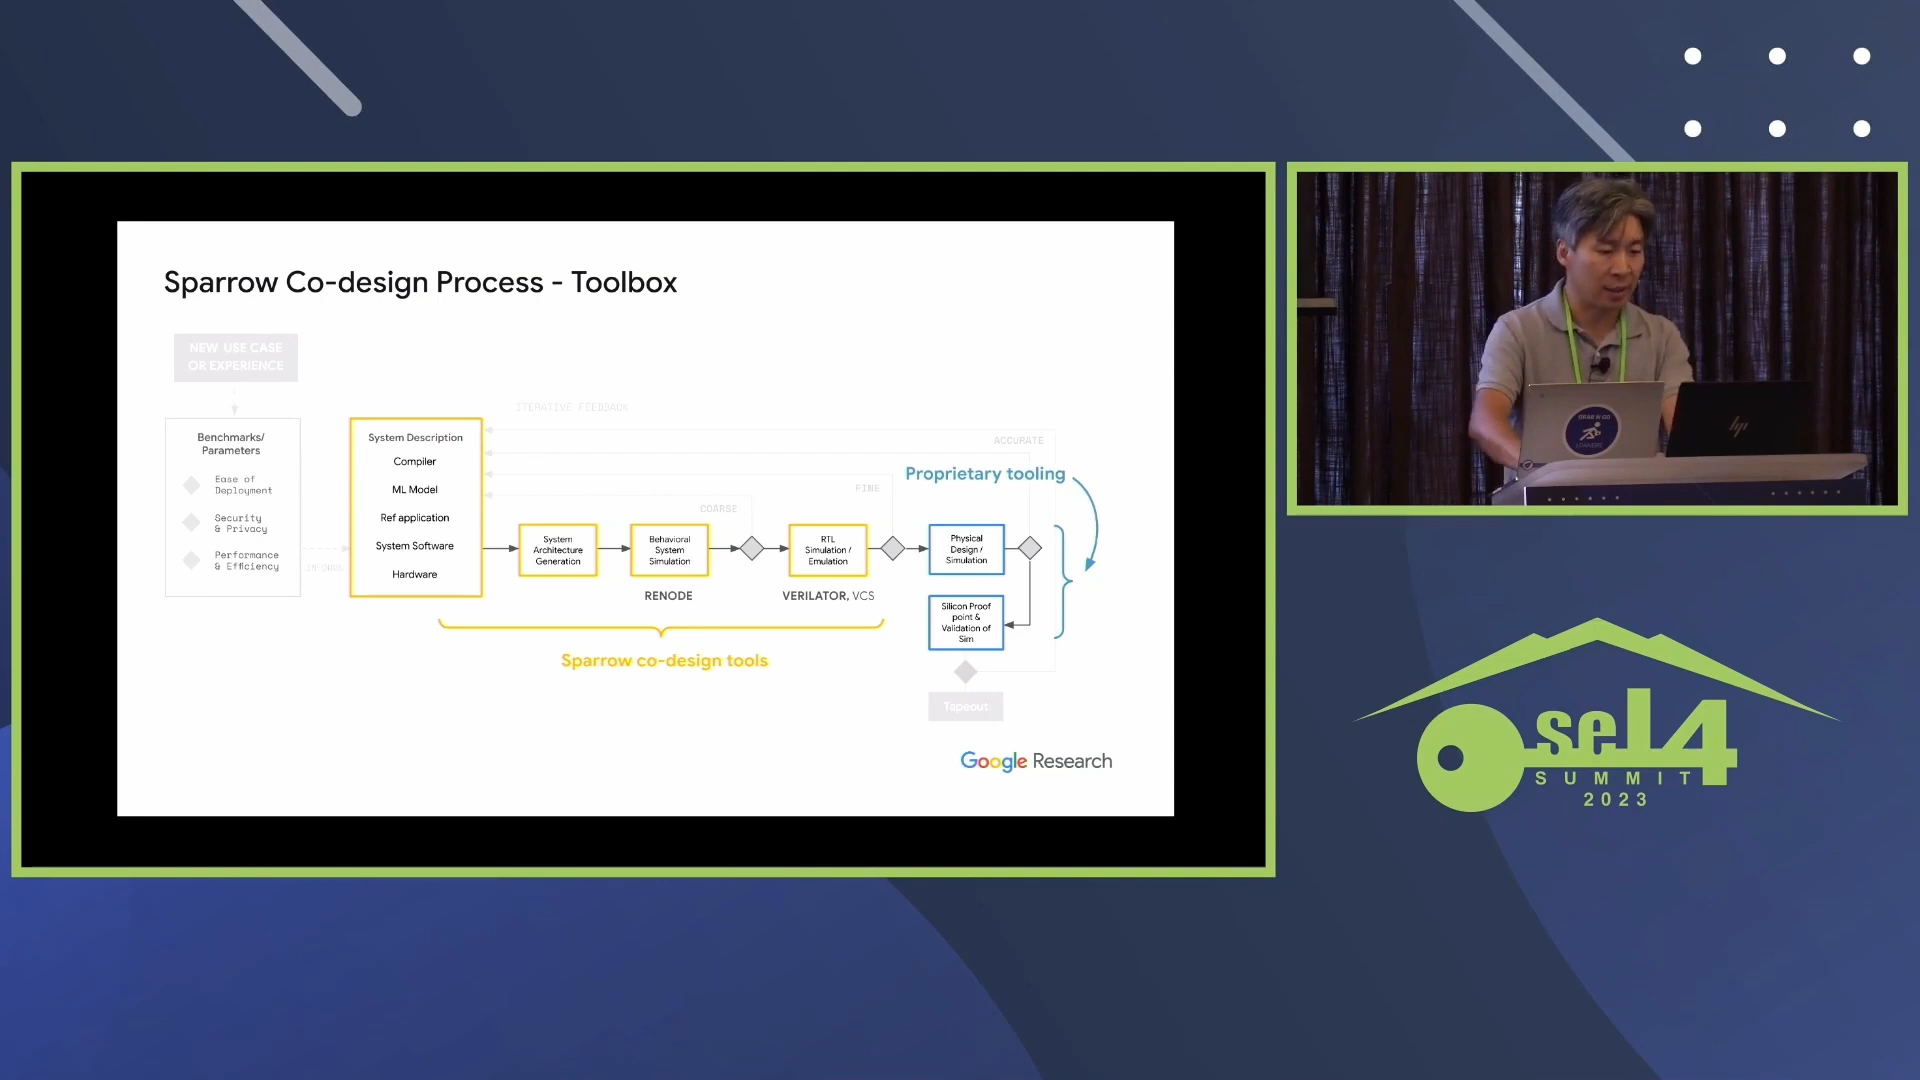 Sparrow Co-design Process - Toolbox
NEW USE CASE
OR EXPERIENCE
Benchmarks/
Parameters
Ease of
Deployment
Security
& Privacy
Performance
& Efficiency
System Description
Compiler
ML Model
Ref application
System Software
Hardware
ITERATIVE FEEDBACK
ACCURATE
FINE
COARSE
Proprietary tooling
System
Architecture
Generation
Behavioral
System
Simulation
RENODE
RTL
Simulation /
Emulation
VERILATOR, VCS
Physical
Design /
Simulation
Silicon Proof
point &
Validation of
Sim
Tapeout
Sparrow co-design tools
Google Research
GRAB N GO
hp
seL4
SUMMIT
2023